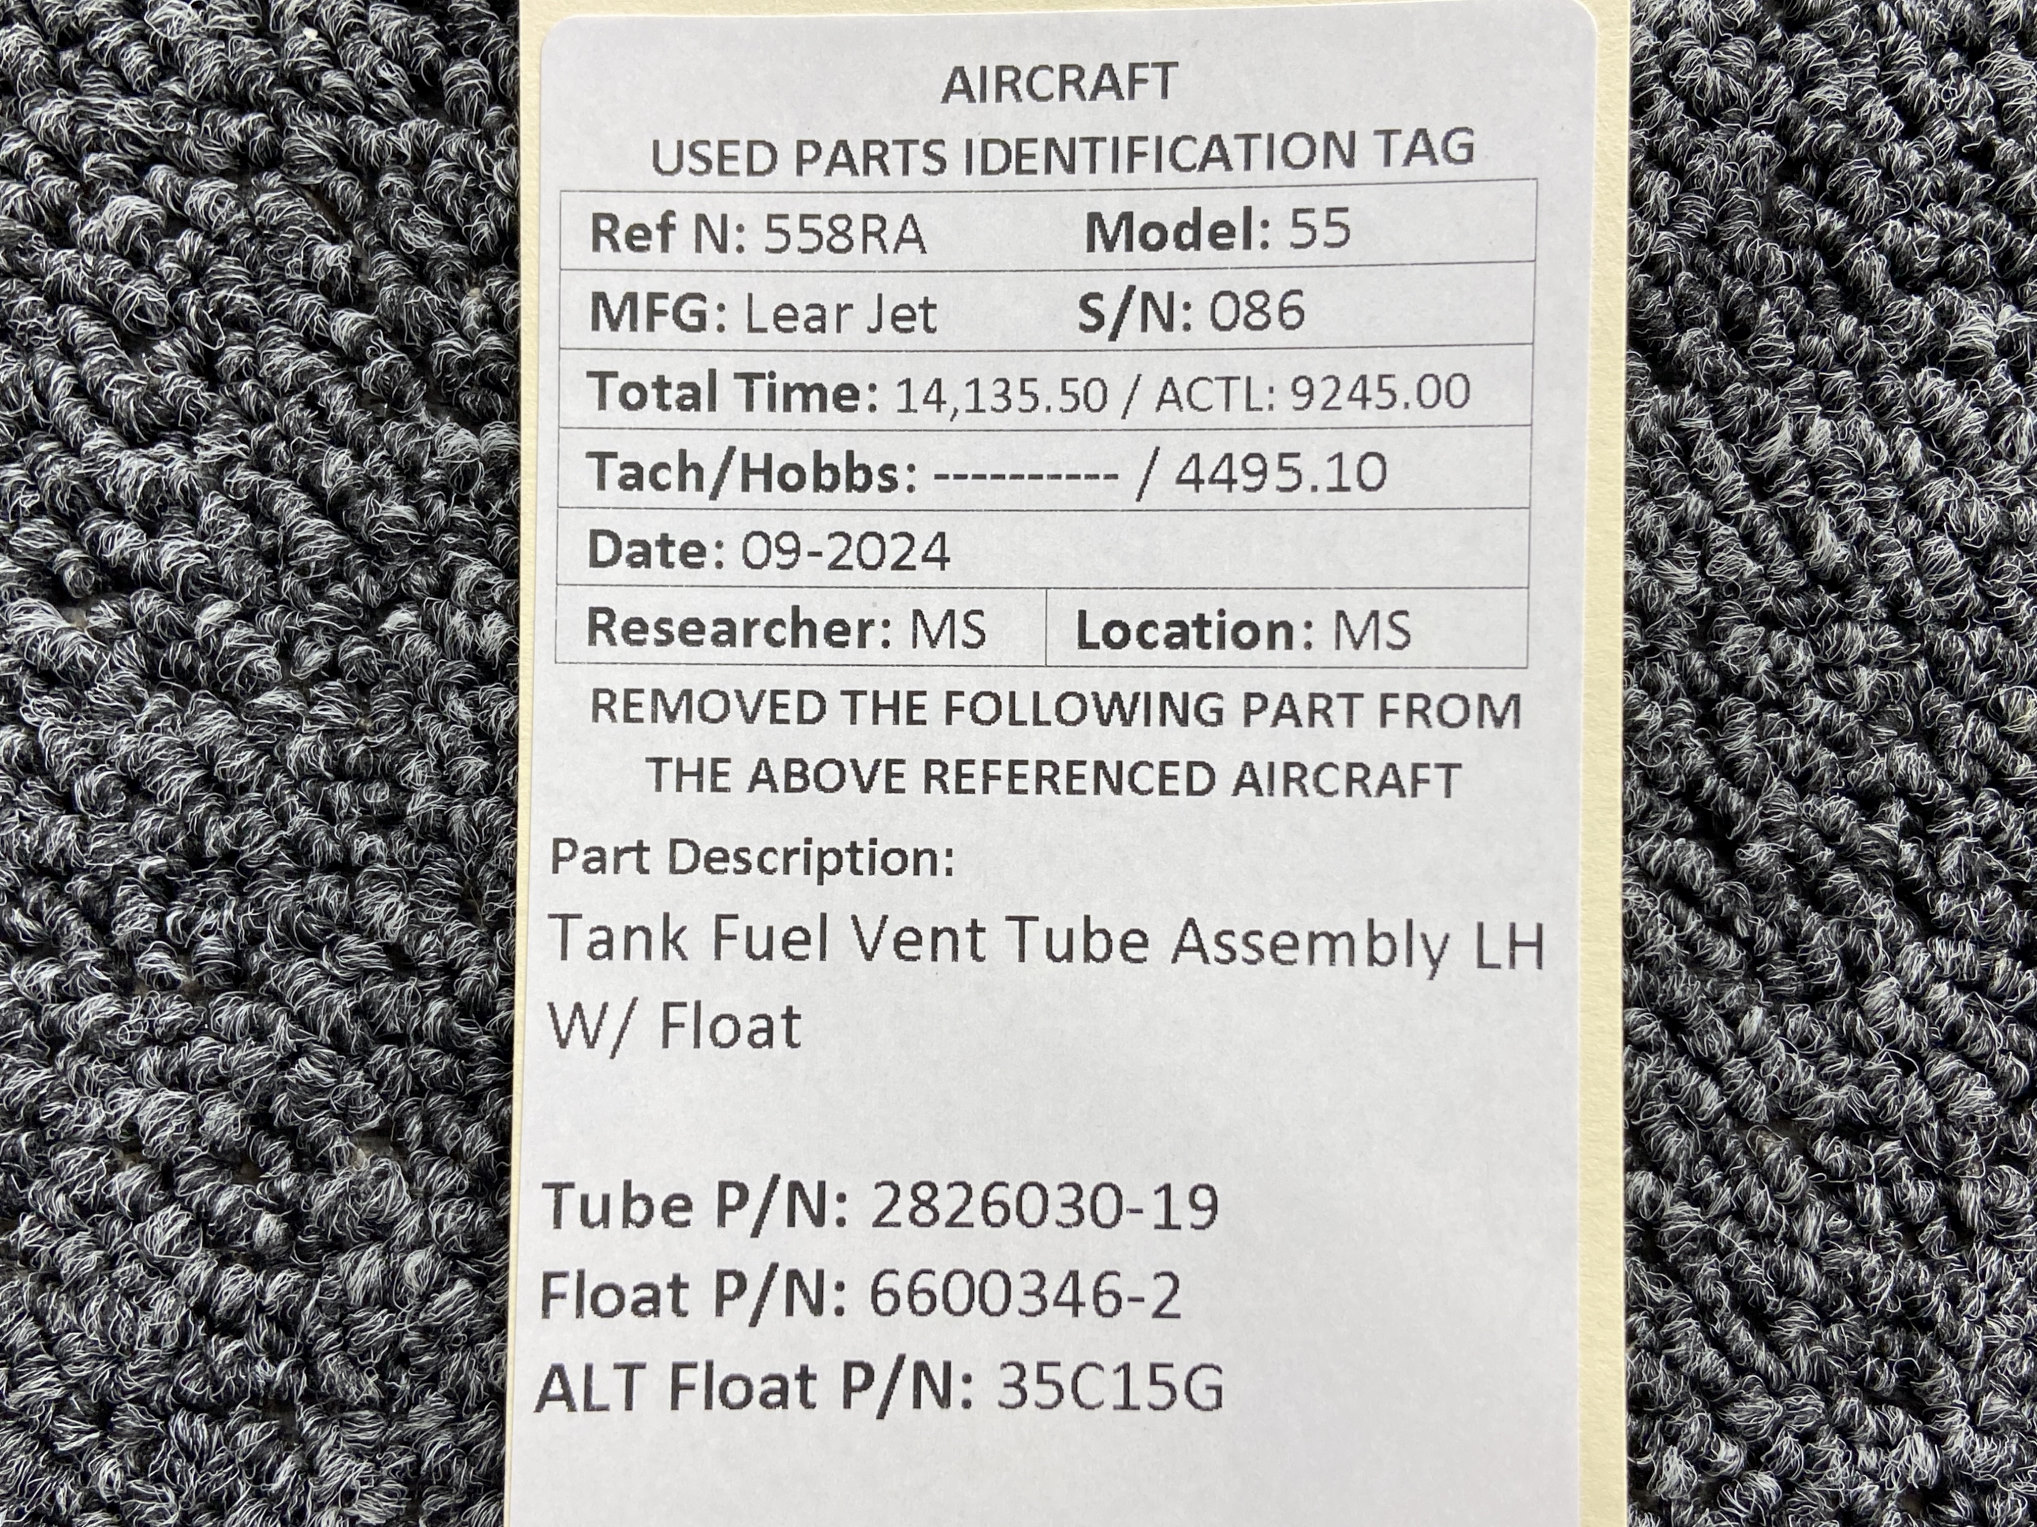 AIRCRAFT
USED PARTS IDENTIFICATION TAG
Ref N: 558RA Model: 55
MFG: Lear Jet S/N: 086
Total Time: 14,135.50 / ACTL: 9245.00
Tach/Hobbs: ---------- / 4495.10
Date: 09-2024
Researcher: MS Location: MS
REMOVED THE FOLLOWING PART FROM
THE ABOVE REFERENCED AIRCRAFT
Part Description:
Tank Fuel Vent Tube Assembly LH
W/ Float
Tube P/N: 2826030-19
Float P/N: 6600346-2
ALT Float P/N: 35C15G